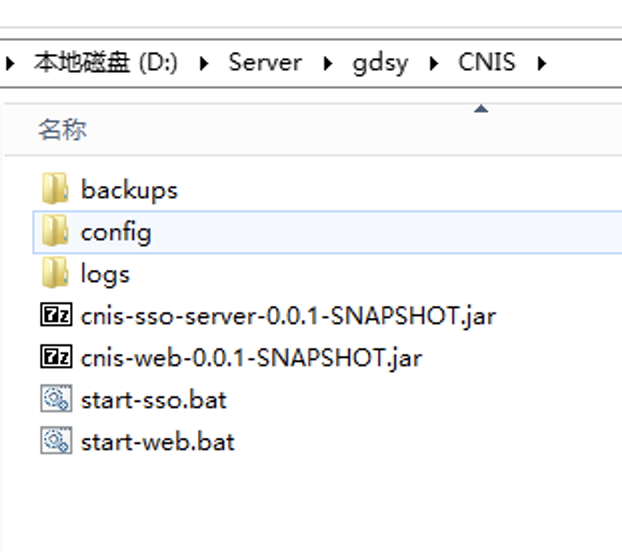 本地磁盘 (D:) Server gdsy CNIS
名称
backups
config
logs
cnis-sso-server-0.0.1-SNAPSHOT.jar
cnis-web-0.0.1-SNAPSHOT.jar
start-sso.bat
start-web.bat